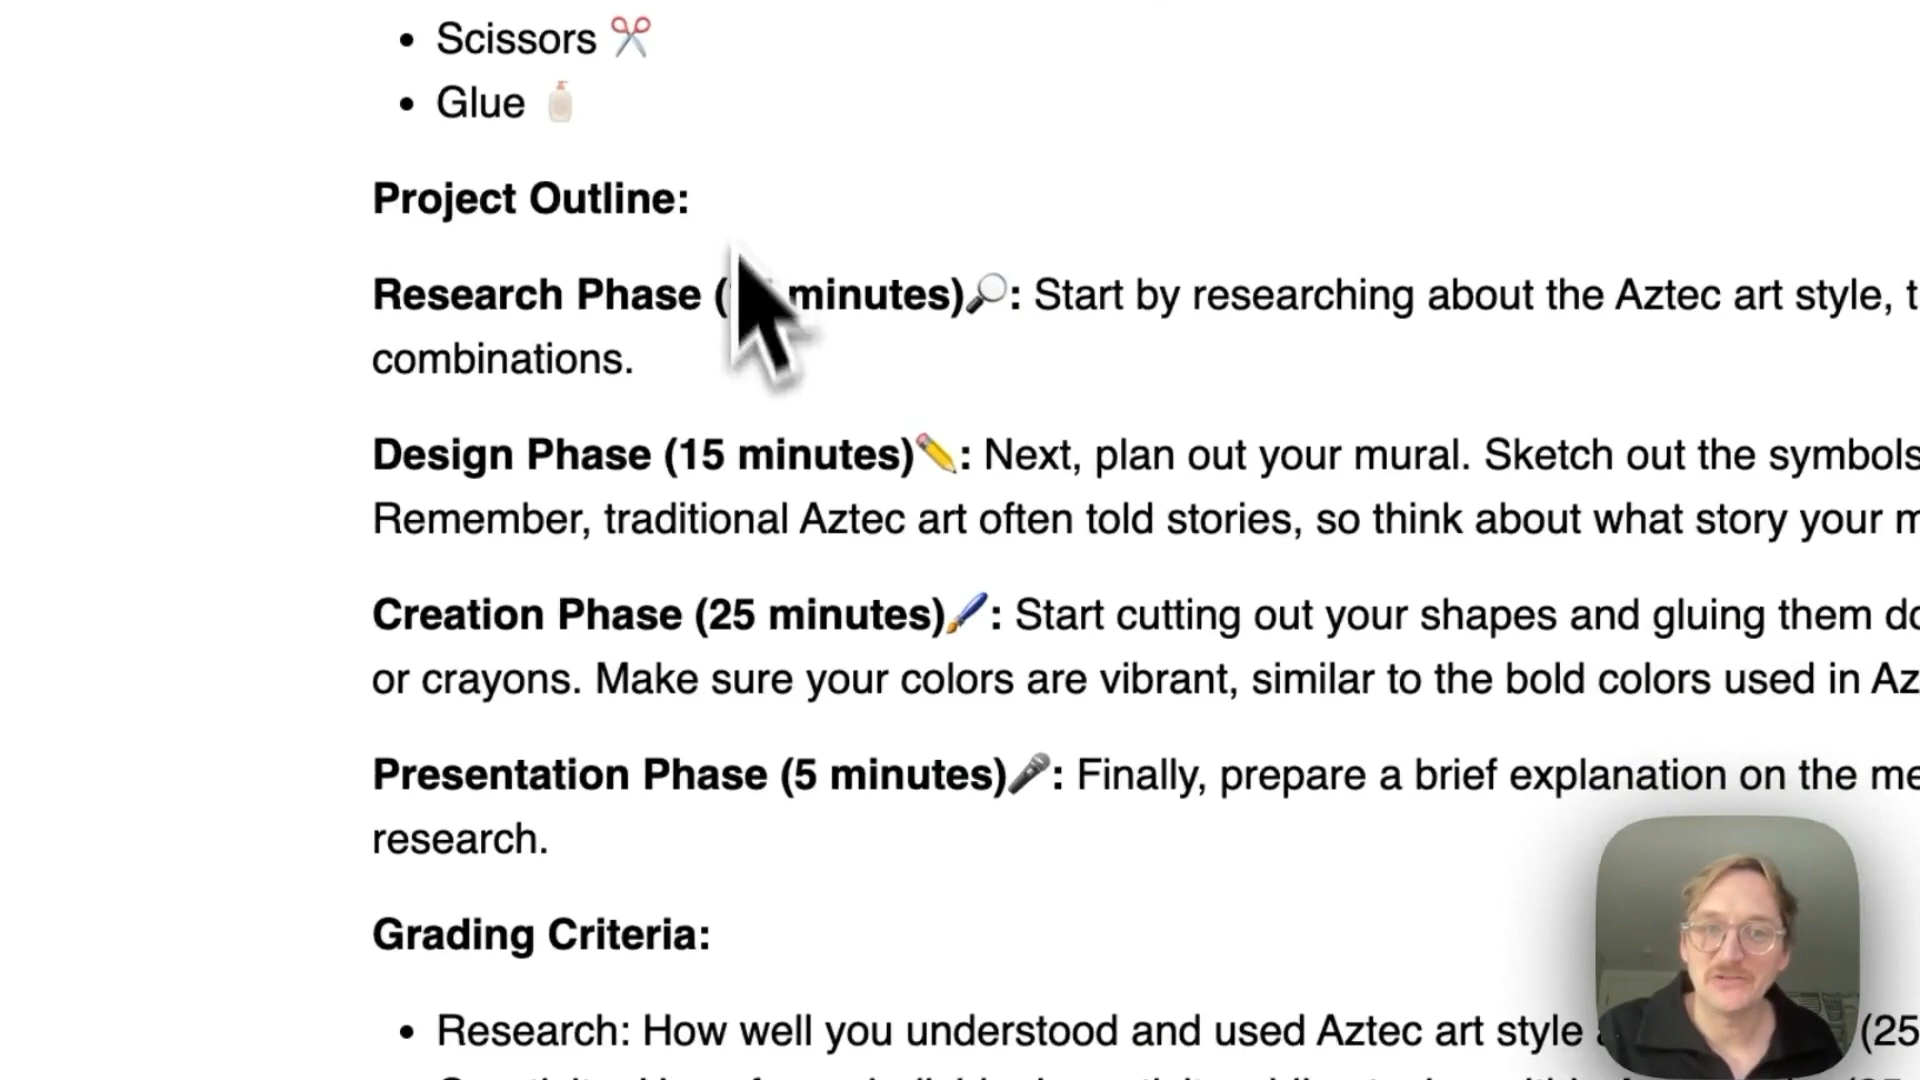 Scissors
Glue
Project Outline:
Research Phase ( minutes): Start by researching about the Aztec art style,
combinations.
Design Phase (15 minutes): Next, plan out your mural. Sketch out the symbols
Remember, traditional Aztec art often told stories, so think about what story your
Creation Phase (25 minutes): Start cutting out your shapes and gluing them
or crayons. Make sure your colors are vibrant, similar to the bold colors used in
Presentation Phase (5 minutes): Finally, prepare a brief explanation on the
research.
Grading Criteria:
Research: How well you understood and used Aztec art style (25